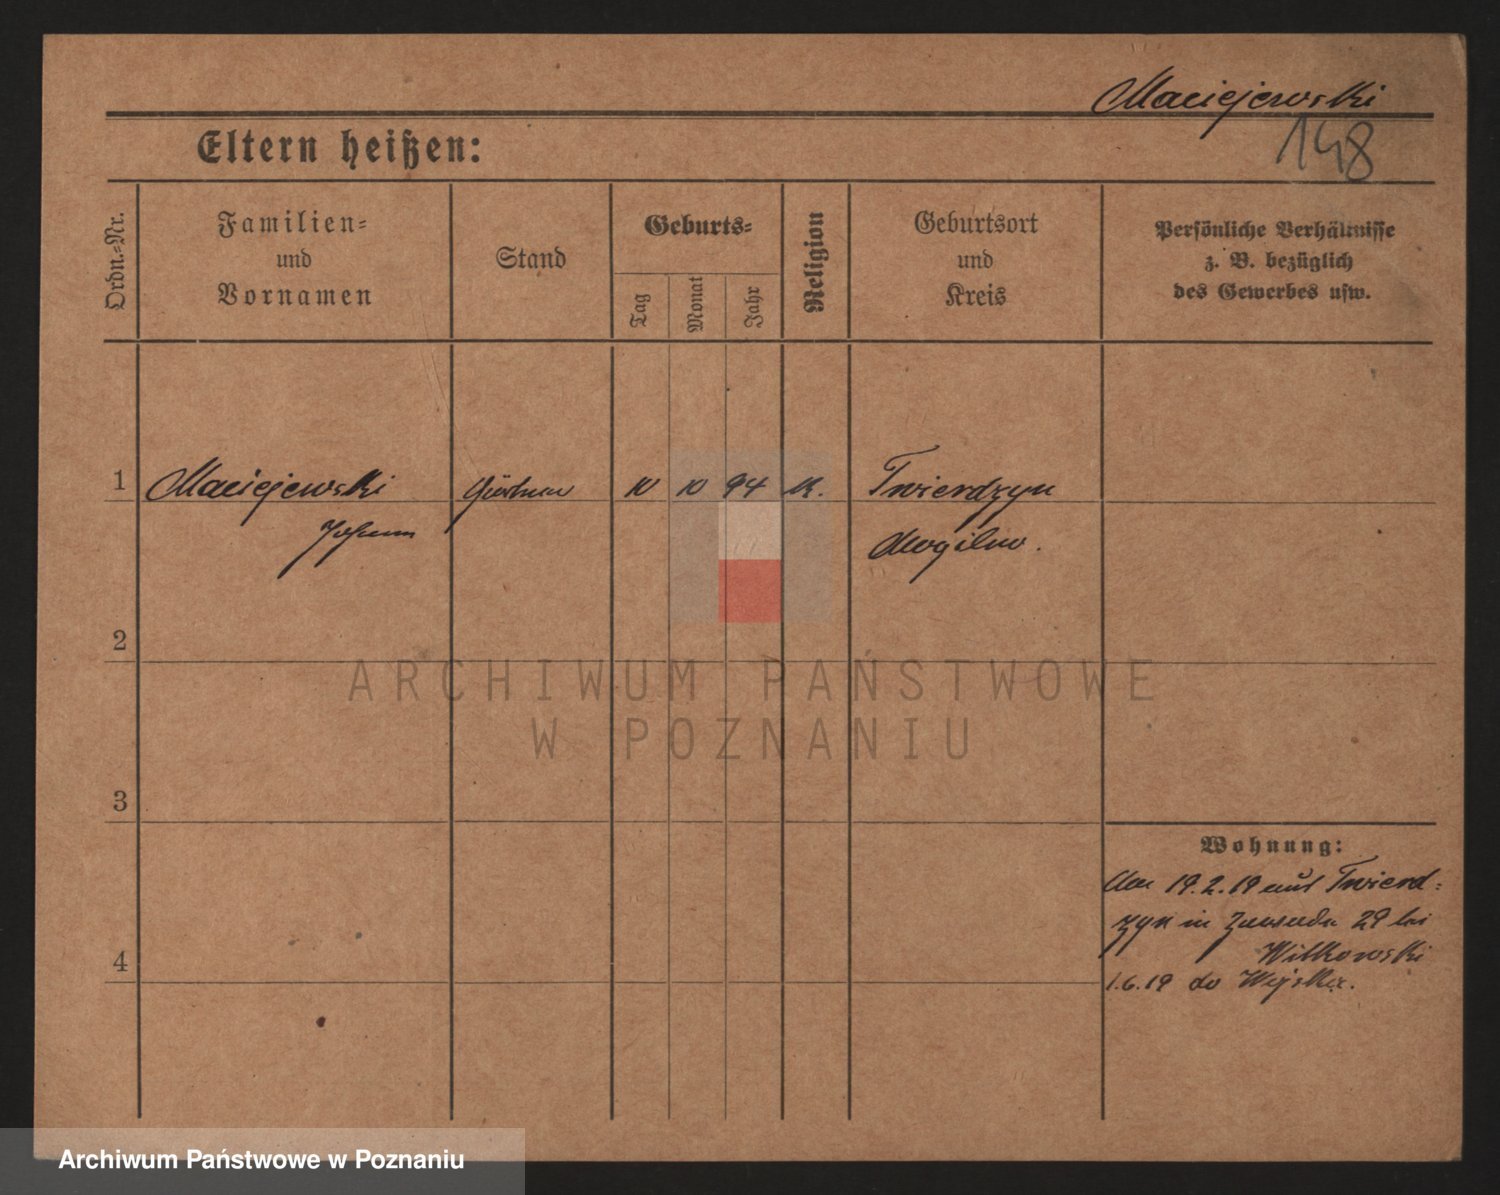 Maciejewski
148
Eltern heißen:
Ordn.-Nr.
Familien-
und
Vornamen
Stand
Geburts-
Tag
Monat
Jahr
Religion
Geburtsort
und
Kreis
Persönliche Verhältnisse
z. B. bezüglich
des Gewerbes usw.
1 Maciejewski Gärtner 10 10 94 K. Twierdzyn
Johann Mogilno.
2
3
4
Wohnung:
Am 19.2.19 aus Twierd-
zyn in Zawade 29 bei
Witkowski
1.6.19 do Wojska.
ARCHIWUM PAŃSTWOWE
W POZNANIU
Archiwum Państwowe w Poznaniu